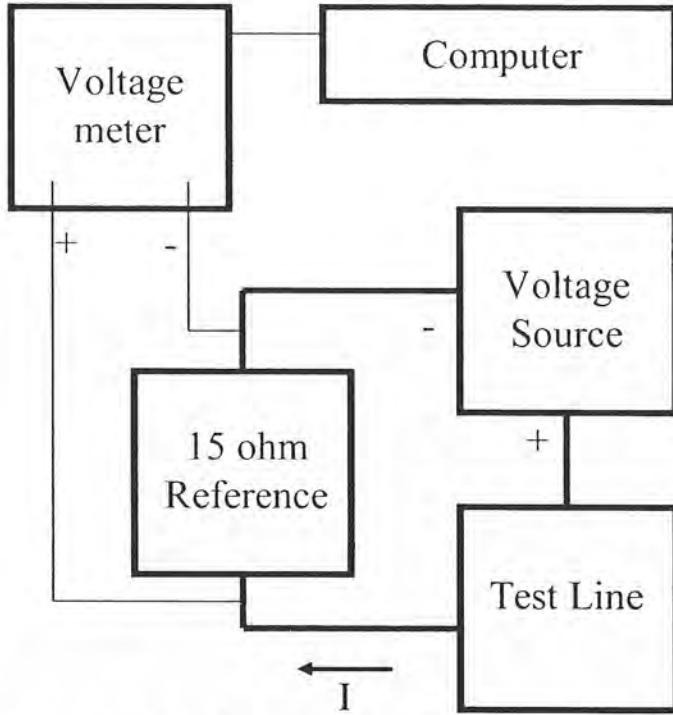 Voltage
meter
Computer
+
-
Voltage
Source
-
+
15 ohm
Reference
Test Line
I